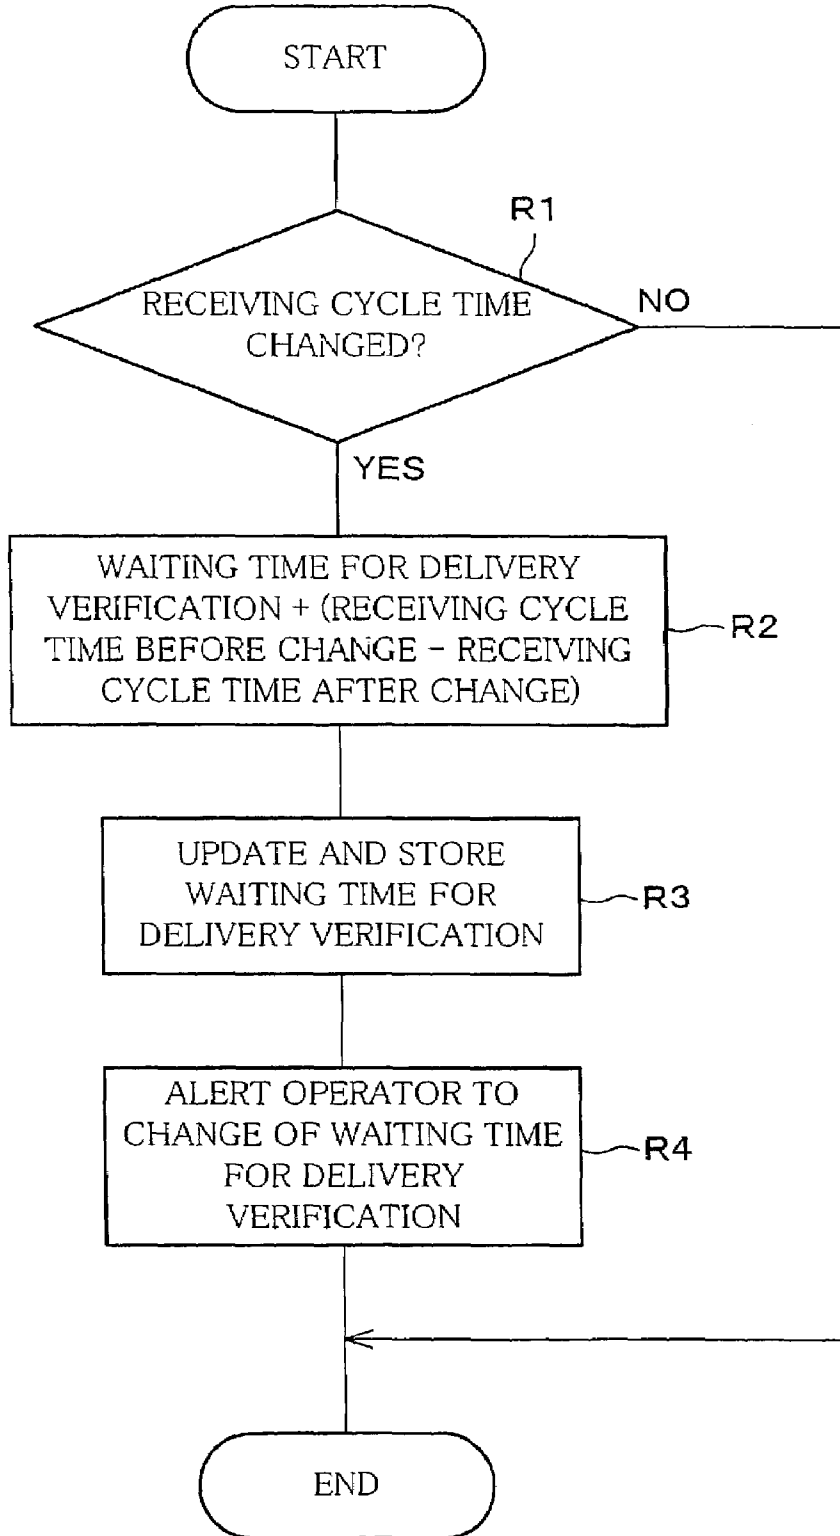 START
R1
RECEIVING CYCLE TIME
CHANGED?
NO
YES
WAITING TIME FOR DELIVERY
VERIFICATION + (RECEIVING CYCLE
TIME BEFORE CHANGE - RECEIVING
CYCLE TIME AFTER CHANGE)
R2
UPDATE AND STORE
WAITING TIME FOR
DELIVERY VERIFICATION
R3
ALERT OPERATOR TO
CHANGE OF WAITING TIME
FOR DELIVERY
VERIFICATION
R4
END